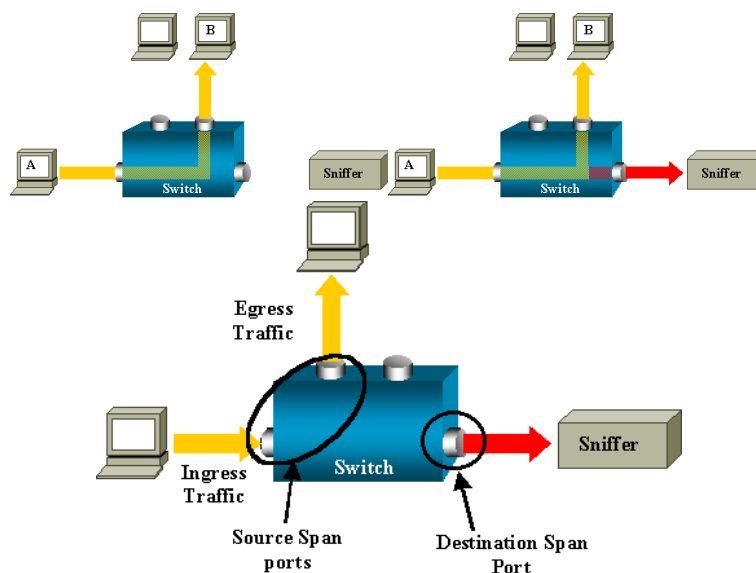 B
A
Switch
Sniffer
B
A
Switch
Sniffer
Egress
Traffic
Ingress
Traffic
Switch
Sniffer
Source Span
ports
Destination Span
Port